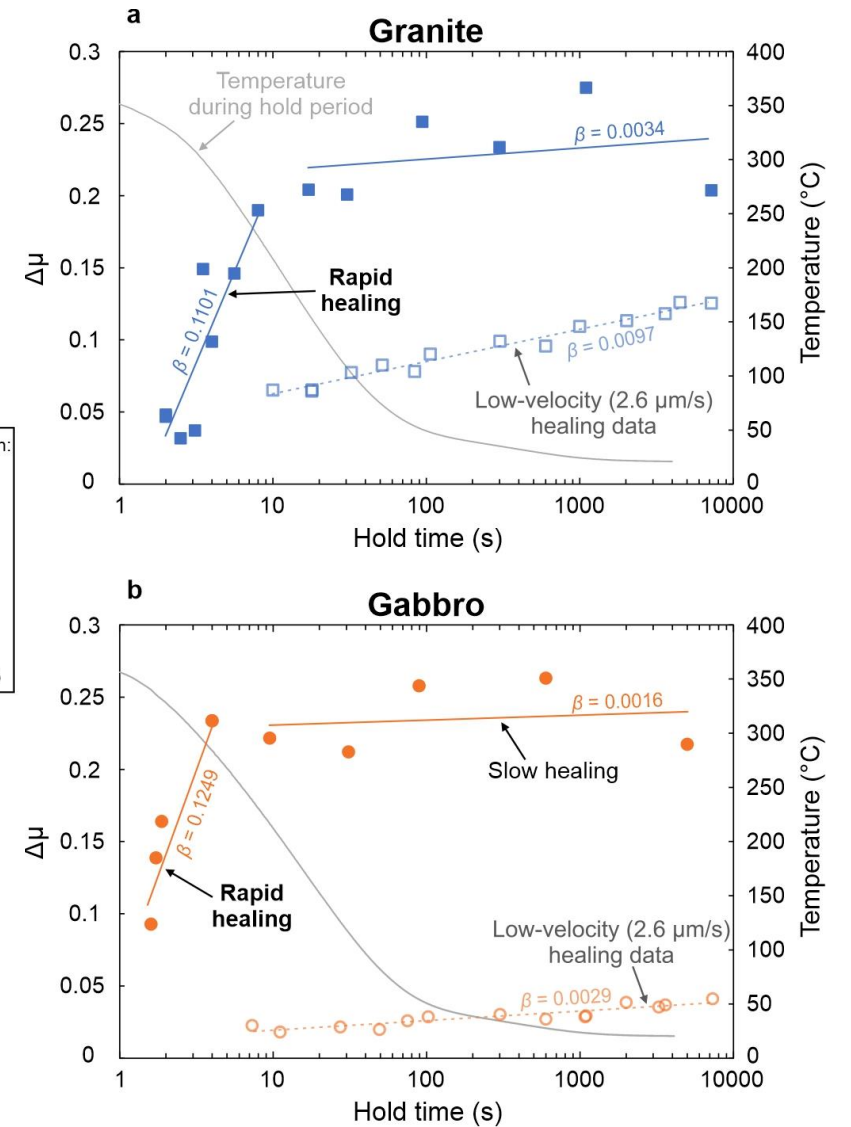 a
Granite
0.3
0.25
0.2
0.15
0.1
0.05
0
Δμ
400
350
300
250
200
150
100
50
0
Temperature (°C)
Temperature
during hold period
β = 0.0034
Rapid
healing
β = 0.1101
β = 0.0097
Low-velocity (2.6 μm/s)
healing data
1
10
100
1000
10000
Hold time (s)
n:
b
Gabbro
0.3
0.25
0.2
0.15
0.1
0.05
0
Δμ
400
350
300
250
200
150
100
50
0
Temperature (°C)
β = 0.0016
Slow healing
β = 0.1249
Rapid
healing
Low-velocity (2.6 μm/s)
healing data
β = 0.0029
1
10
100
1000
10000
Hold time (s)